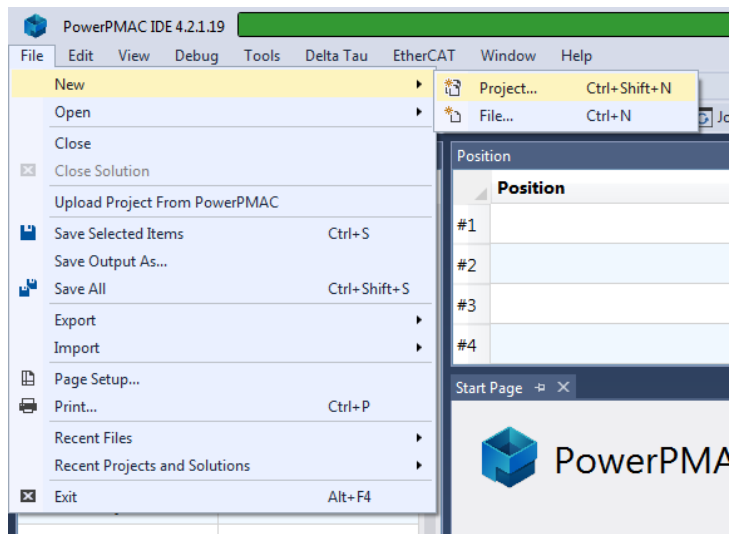 PowerPMAC IDE 4.2.1.19
File Edit View Debug Tools Delta Tau EtherCAT Window Help
New
Project... Ctrl+Shift+N
Open
File... Ctrl+N
Close
Position
Close Solution
Position
Upload Project From PowerPMAC
#1
Save Selected Items Ctrl+S
Save Output As...
#2
Save All Ctrl+Shift+S
#3
Export
Import
#4
Page Setup...
Start Page
Print... Ctrl+P
Recent Files
PowerPMA
Recent Projects and Solutions
Exit Alt+F4